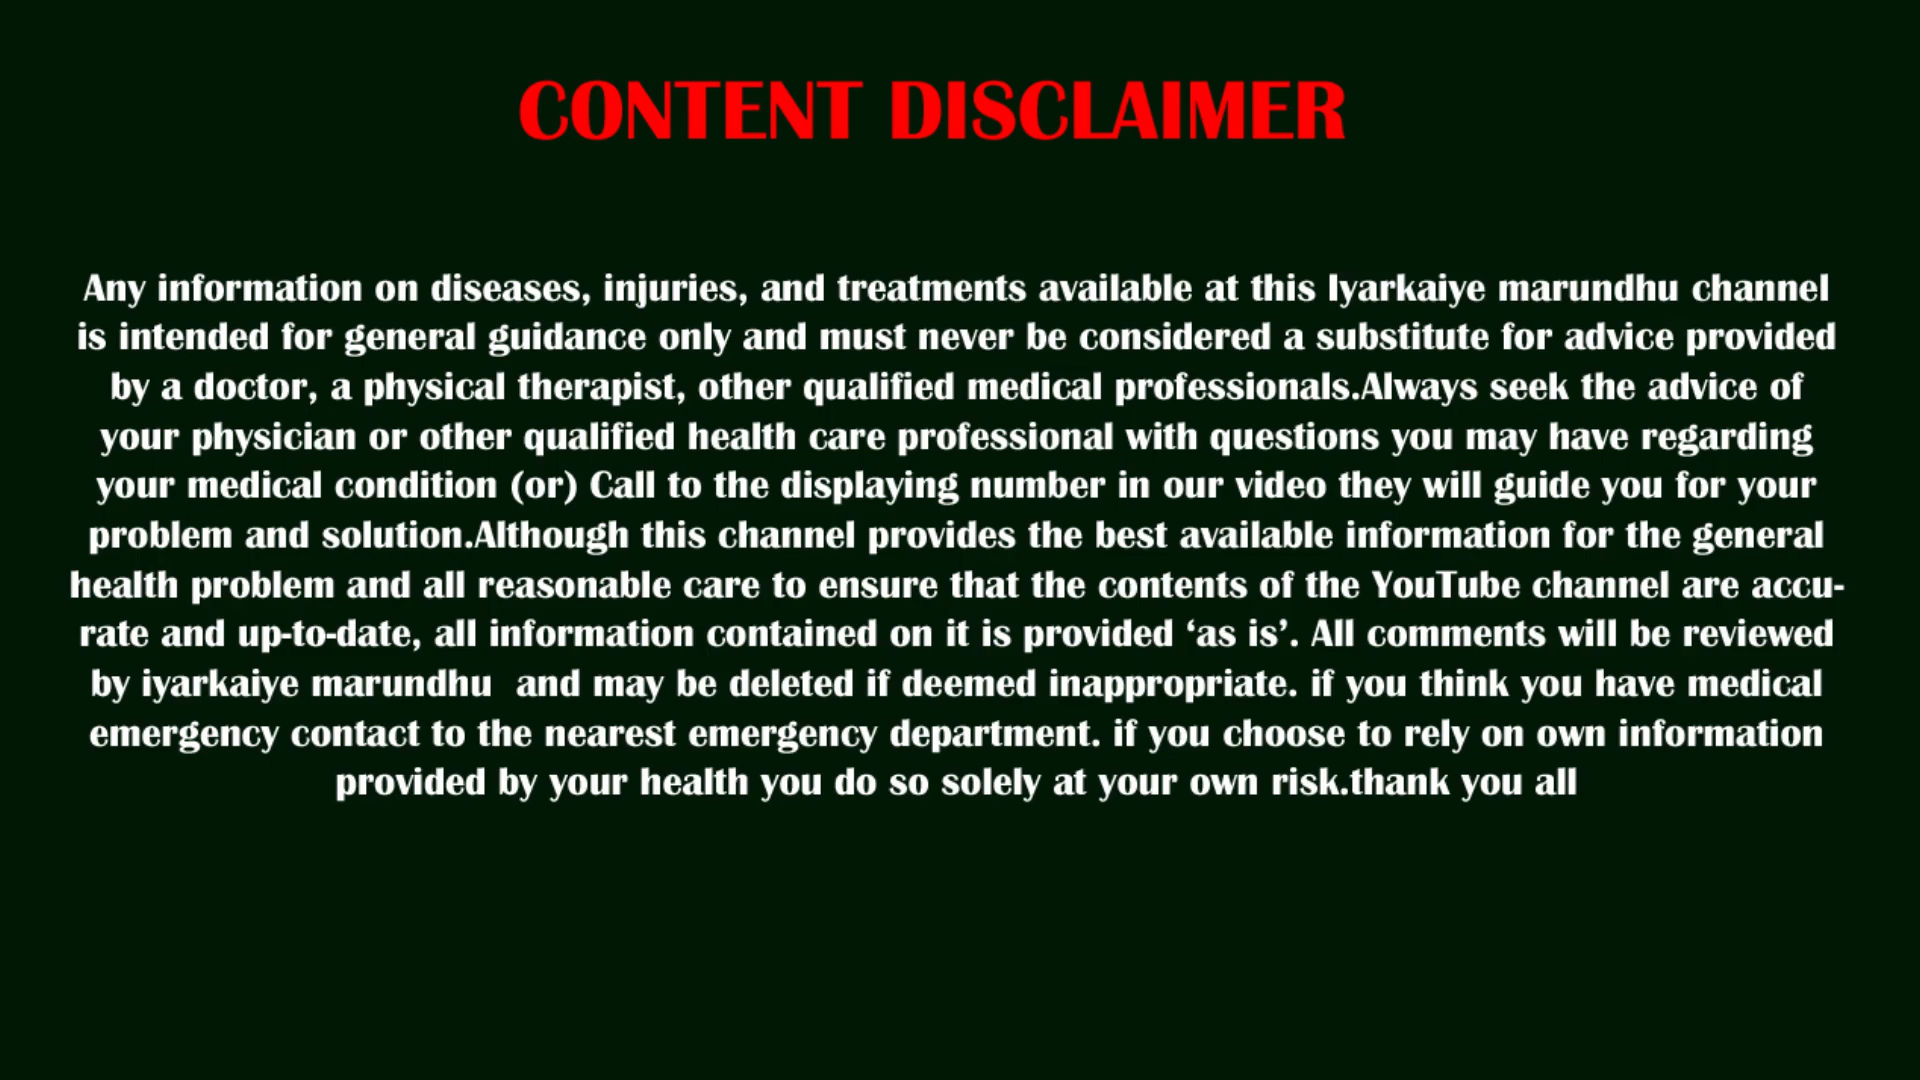 CONTENT DISCLAIMER
Any information on diseases, injuries, and treatments available at this Iyarkaiye marundhu channel
is intended for general guidance only and must never be considered a substitute for advice provided
by a doctor, a physical therapist, other qualified medical professionals.Always seek the advice of
your physician or other qualified health care professional with questions you may have regarding
your medical condition (or) Call to the displaying number in our video they will guide you for your
problem and solution.Although this channel provides the best available information for the general
health problem and all reasonable care to ensure that the contents of the YouTube channel are accu-
rate and up-to-date, all information contained on it is provided ‘as is’. All comments will be reviewed
by iyarkaiye marundhu  and may be deleted if deemed inappropriate. if you think you have medical
emergency contact to the nearest emergency department. if you choose to rely on own information
provided by your health you do so solely at your own risk.thank you all